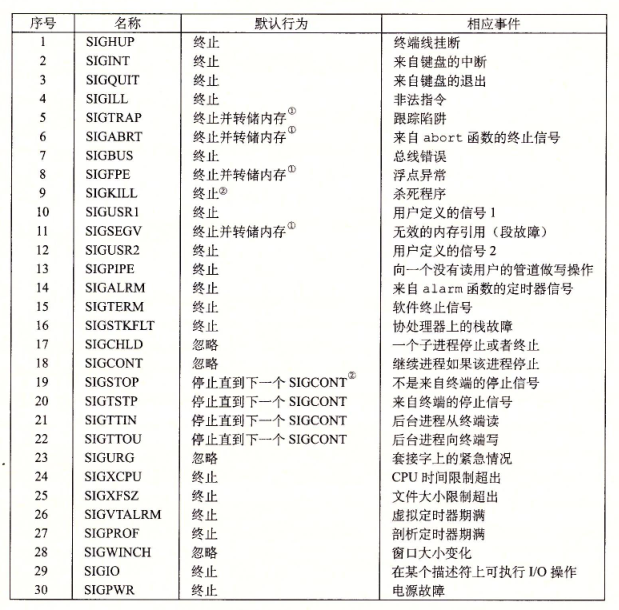 序号 名称 默认行为 相应事件
1 SIGHUP 终止 终端线挂断
2 SIGINT 终止 来自键盘的中断
3 SIGQUIT 终止 来自键盘的退出
4 SIGILL 终止 非法指令
5 SIGTRAP 终止并转储内存① 跟踪陷阱
6 SIGABRT 终止并转储内存① 来自 abort 函数的终止信号
7 SIGBUS 终止 总线错误
8 SIGFPE 终止并转储内存① 浮点异常
9 SIGKILL 终止② 杀死程序
10 SIGUSR1 终止 用户定义的信号 1
11 SIGSEGV 终止并转储内存① 无效的内存引用（段故障）
12 SIGUSR2 终止 用户定义的信号 2
13 SIGPIPE 终止 向一个没有读用户的管道做写操作
14 SIGALRM 终止 来自 alarm 函数的定时器信号
15 SIGTERM 终止 软件终止信号
16 SIGSTKFLT 终止 协处理器上的栈故障
17 SIGCHLD 忽略 一个子进程停止或者终止
18 SIGCONT 忽略 继续进程如果该进程停止
19 SIGSTOP 停止直到下一个 SIGCONT② 不是来自终端的停止信号
20 SIGTSTP 停止直到下一个 SIGCONT 来自终端的停止信号
21 SIGTTIN 停止直到下一个 SIGCONT 后台进程从终端读
22 SIGTTOU 停止直到下一个 SIGCONT 后台进程向终端写
23 SIGURG 忽略 套接字上的紧急情况
24 SIGXCPU 终止 CPU 时间限制超出
25 SIGXFSZ 终止 文件大小限制超出
26 SIGVTALRM 终止 虚拟定时器期满
27 SIGPROF 终止 剖析定时器期满
28 SIGWINCH 忽略 窗口大小变化
29 SIGIO 终止 在某个描述符上可执行 I/O 操作
30 SIGPWR 终止 电源故障